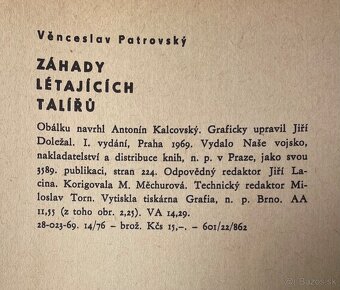 Věnceslav Patrovský
ZÁHADY
LÉTAJÍCÍCH
TALÍŘŮ
Obálku navrhl Antonín Kalcovský. Graficky upravil Jiří
Doležal. I. vydání, Praha 1969. Vydalo Naše vojsko,
nakladatelství a distribuce knih, n. p. v Praze, jako svou
3589. publikaci, stran 224. Odpovědný redaktor Jiří La-
cina. Korigovala M. Měchurová. Technický redaktor Mi-
loslav Torn. Vytiskla tiskárna Grafia, n. p. Brno. AA
11,55 (z toho obr. 2,25). VA 14,29.
28-023-69. 14/76 – brož. Kčs 15,– – 601/22/862
bazos.sk